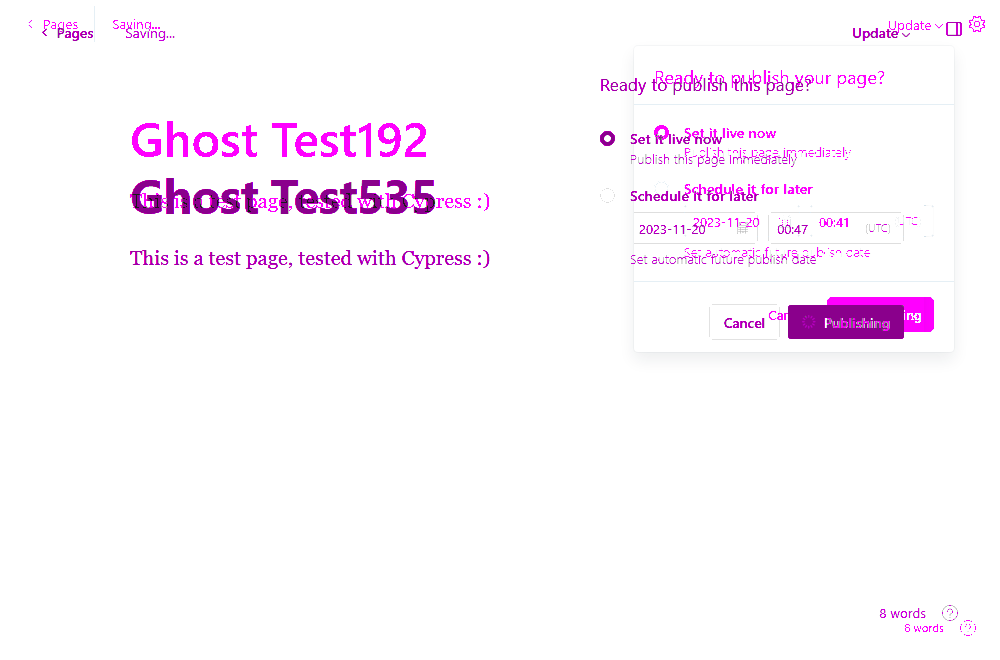 Pages Saving... Update
Pages Saving... Update
Ready to publish your page?
Ready to publish this page?
Ghost Test192
Set it live now
Set it live now
Publish this page immediately
Publish this page immediately
Ghost Test535
Schedule it for later
Schedule it for later
This is a test page, tested with Cypress :)
2023-11-20 00:41 UTC
2023-11-20 00:47 (UTC)
Set automatic future publish date
Set automatic future publish date
This is a test page, tested with Cypress :)
Cancel Publishing
8 words
8 words